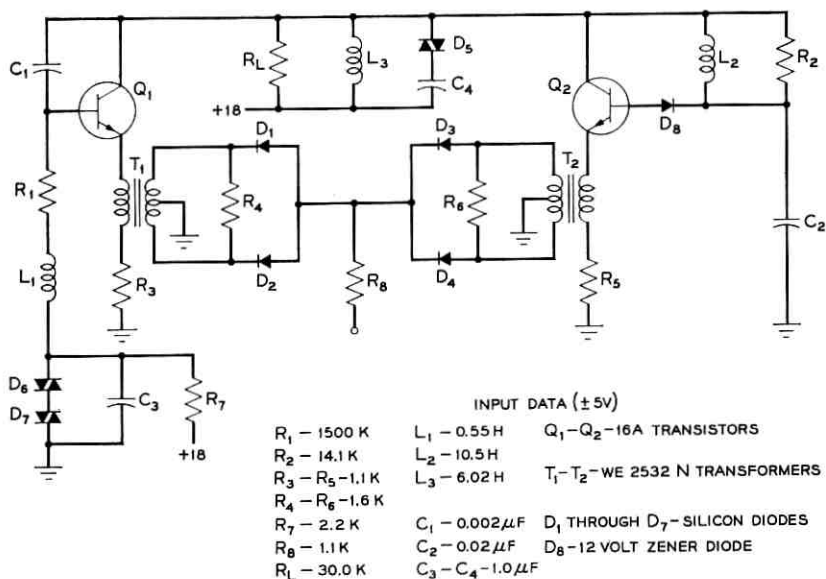 C1
Q1
RL
L3
D5
C4
+18
Q2
L2
R2
D8
R1
T1
D1
R4
D2
D3
R6
D4
T2
C2
L1
R3
R8
R5
D6
D7
C3
R7
+18
INPUT DATA (±5V)
R1 – 1500 K L1 – 0.55 H Q1–Q2–16A TRANSISTORS
R2 – 14.1 K L2 – 10.5 H
R3 – R5 –1.1 K L3 – 6.02 H T1–T2–WE 2532 N TRANSFORMERS
R4 – R6 –1.6 K
R7 – 2.2 K C1 – 0.002 μF D1 THROUGH D7–SILICON DIODES
R8 – 1.1 K C2 – 0.02 μF D8–12 VOLT ZENER DIODE
RL – 30.0 K C3–C4–1.0 μF